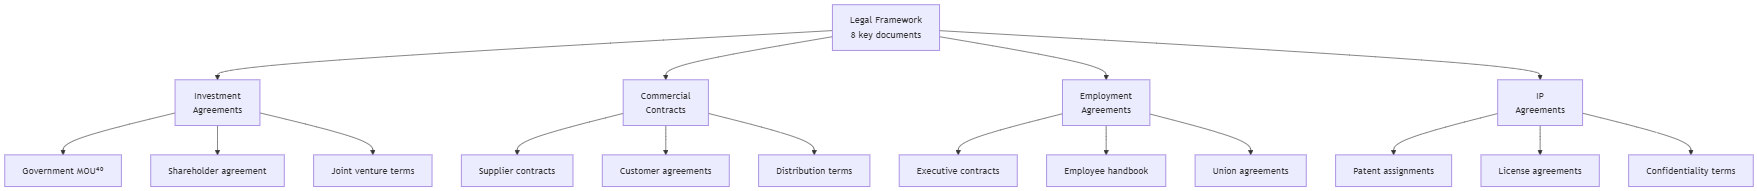 Legal Framework
8 key documents
Investment
Agreements
Commercial
Contracts
Employment
Agreements
IP
Agreements
Government MOU⁴⁰
Shareholder agreement
Joint venture terms
Supplier contracts
Customer agreements
Distribution terms
Executive contracts
Employee handbook
Union agreements
Patent assignments
License agreements
Confidentiality terms